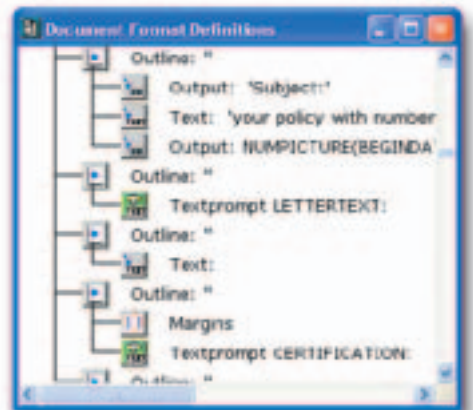 Document Format Definitions
Outline: "
Output: 'Subject:'
Text: 'your policy with number
Output: NUMPICTURE(BEGINDA
Outline: "
Textprompt LETTERTEXT:
Outline: "
Text:
Outline: "
Margins
Textprompt CERTIFICATION:
Outline: "